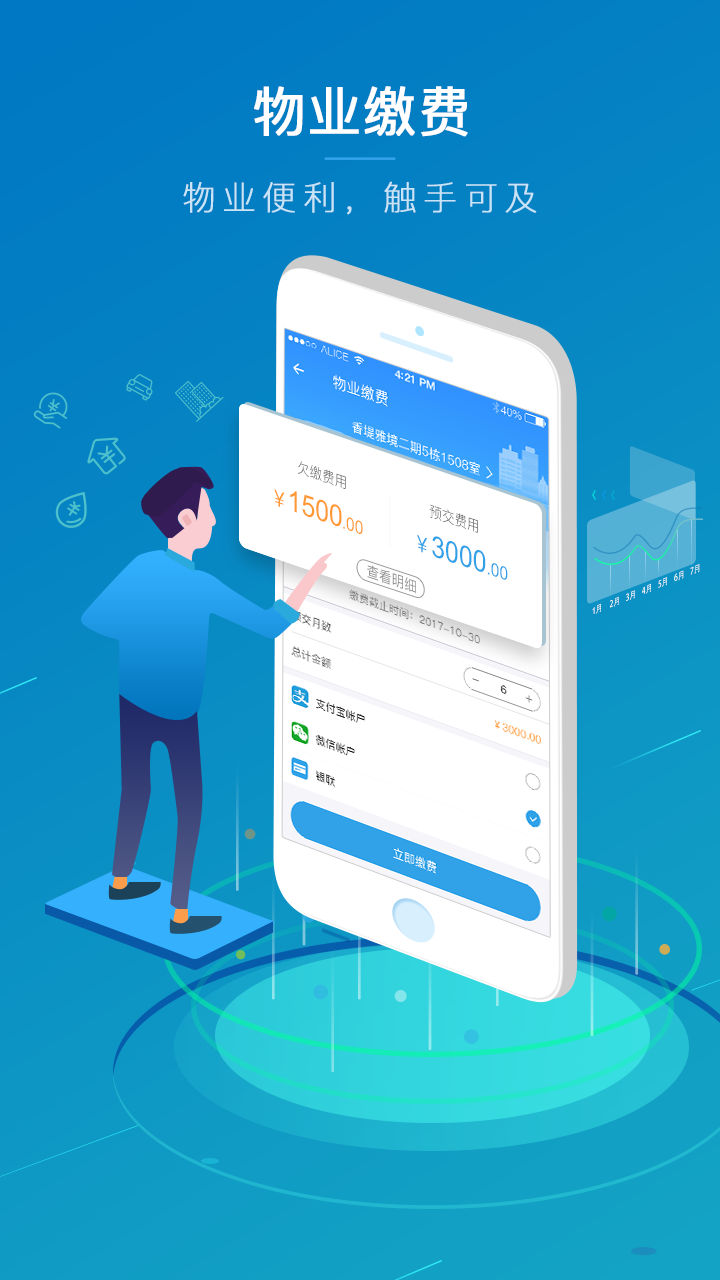 物业缴费
物业便利，触手可及
ALICE
4:21 PM
40%
物业缴费
香堤雅境二期5栋1508室
欠缴费用
¥1500.00
预交费用
¥3000.00
查看明细
缴费截止时间：2017-10-30
交月数
− 6 +
总计金额
¥3000.00
支付宝帐户
微信帐户
银联
立即缴费
1月 2月 3月 4月 5月 6月 7月